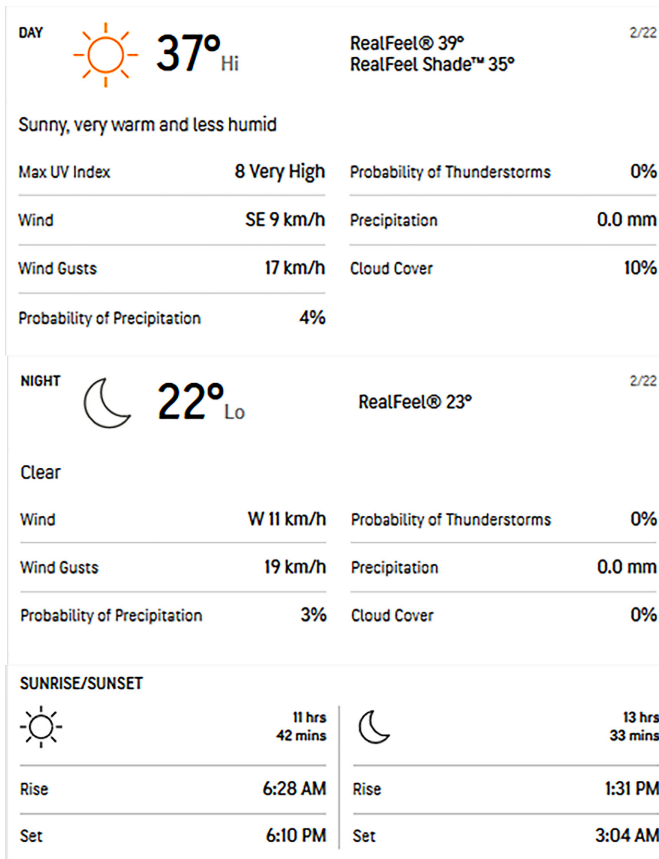 DAY
37° Hi
RealFeel® 39°
RealFeel Shade™ 35°
2/22
Sunny, very warm and less humid
Max UV Index 8 Very High
Probability of Thunderstorms 0%
Wind SE 9 km/h
Precipitation 0.0 mm
Wind Gusts 17 km/h
Cloud Cover 10%
Probability of Precipitation 4%
NIGHT
22° Lo
RealFeel® 23°
2/22
Clear
Wind W 11 km/h
Probability of Thunderstorms 0%
Wind Gusts 19 km/h
Precipitation 0.0 mm
Probability of Precipitation 3%
Cloud Cover 0%
SUNRISE/SUNSET
11 hrs
42 mins
Rise 6:28 AM
Set 6:10 PM
13 hrs
33 mins
Rise 1:31 PM
Set 3:04 AM